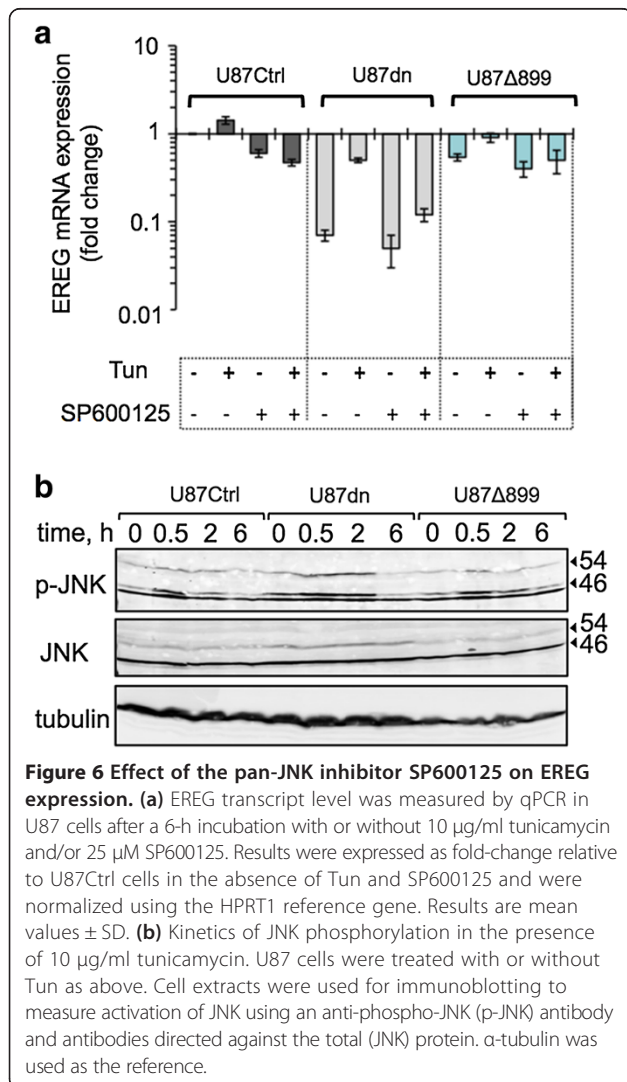 a
10
1
0.1
0.01
EREG mRNA expression
(fold change)
U87Ctrl U87dn U87Δ899
Tun - + - + - + - + - + - +
SP600125 - - + + - - + + - - + +
b
U87Ctrl U87dn U87Δ899
time, h 0 0.5 2 6 0 0.5 2 6 0 0.5 2 6
p-JNK
54
46
JNK
54
46
tubulin
Figure 6 Effect of the pan-JNK inhibitor SP600125 on EREG
expression. (a) EREG transcript level was measured by qPCR in
U87 cells after a 6-h incubation with or without 10 μg/ml tunicamycin
and/or 25 μM SP600125. Results were expressed as fold-change relative
to U87Ctrl cells in the absence of Tun and SP600125 and were
normalized using the HPRT1 reference gene. Results are mean
values ± SD. (b) Kinetics of JNK phosphorylation in the presence
of 10 μg/ml tunicamycin. U87 cells were treated with or without
Tun as above. Cell extracts were used for immunoblotting to
measure activation of JNK using an anti-phospho-JNK (p-JNK) antibody
and antibodies directed against the total (JNK) protein. α-tubulin was
used as the reference.